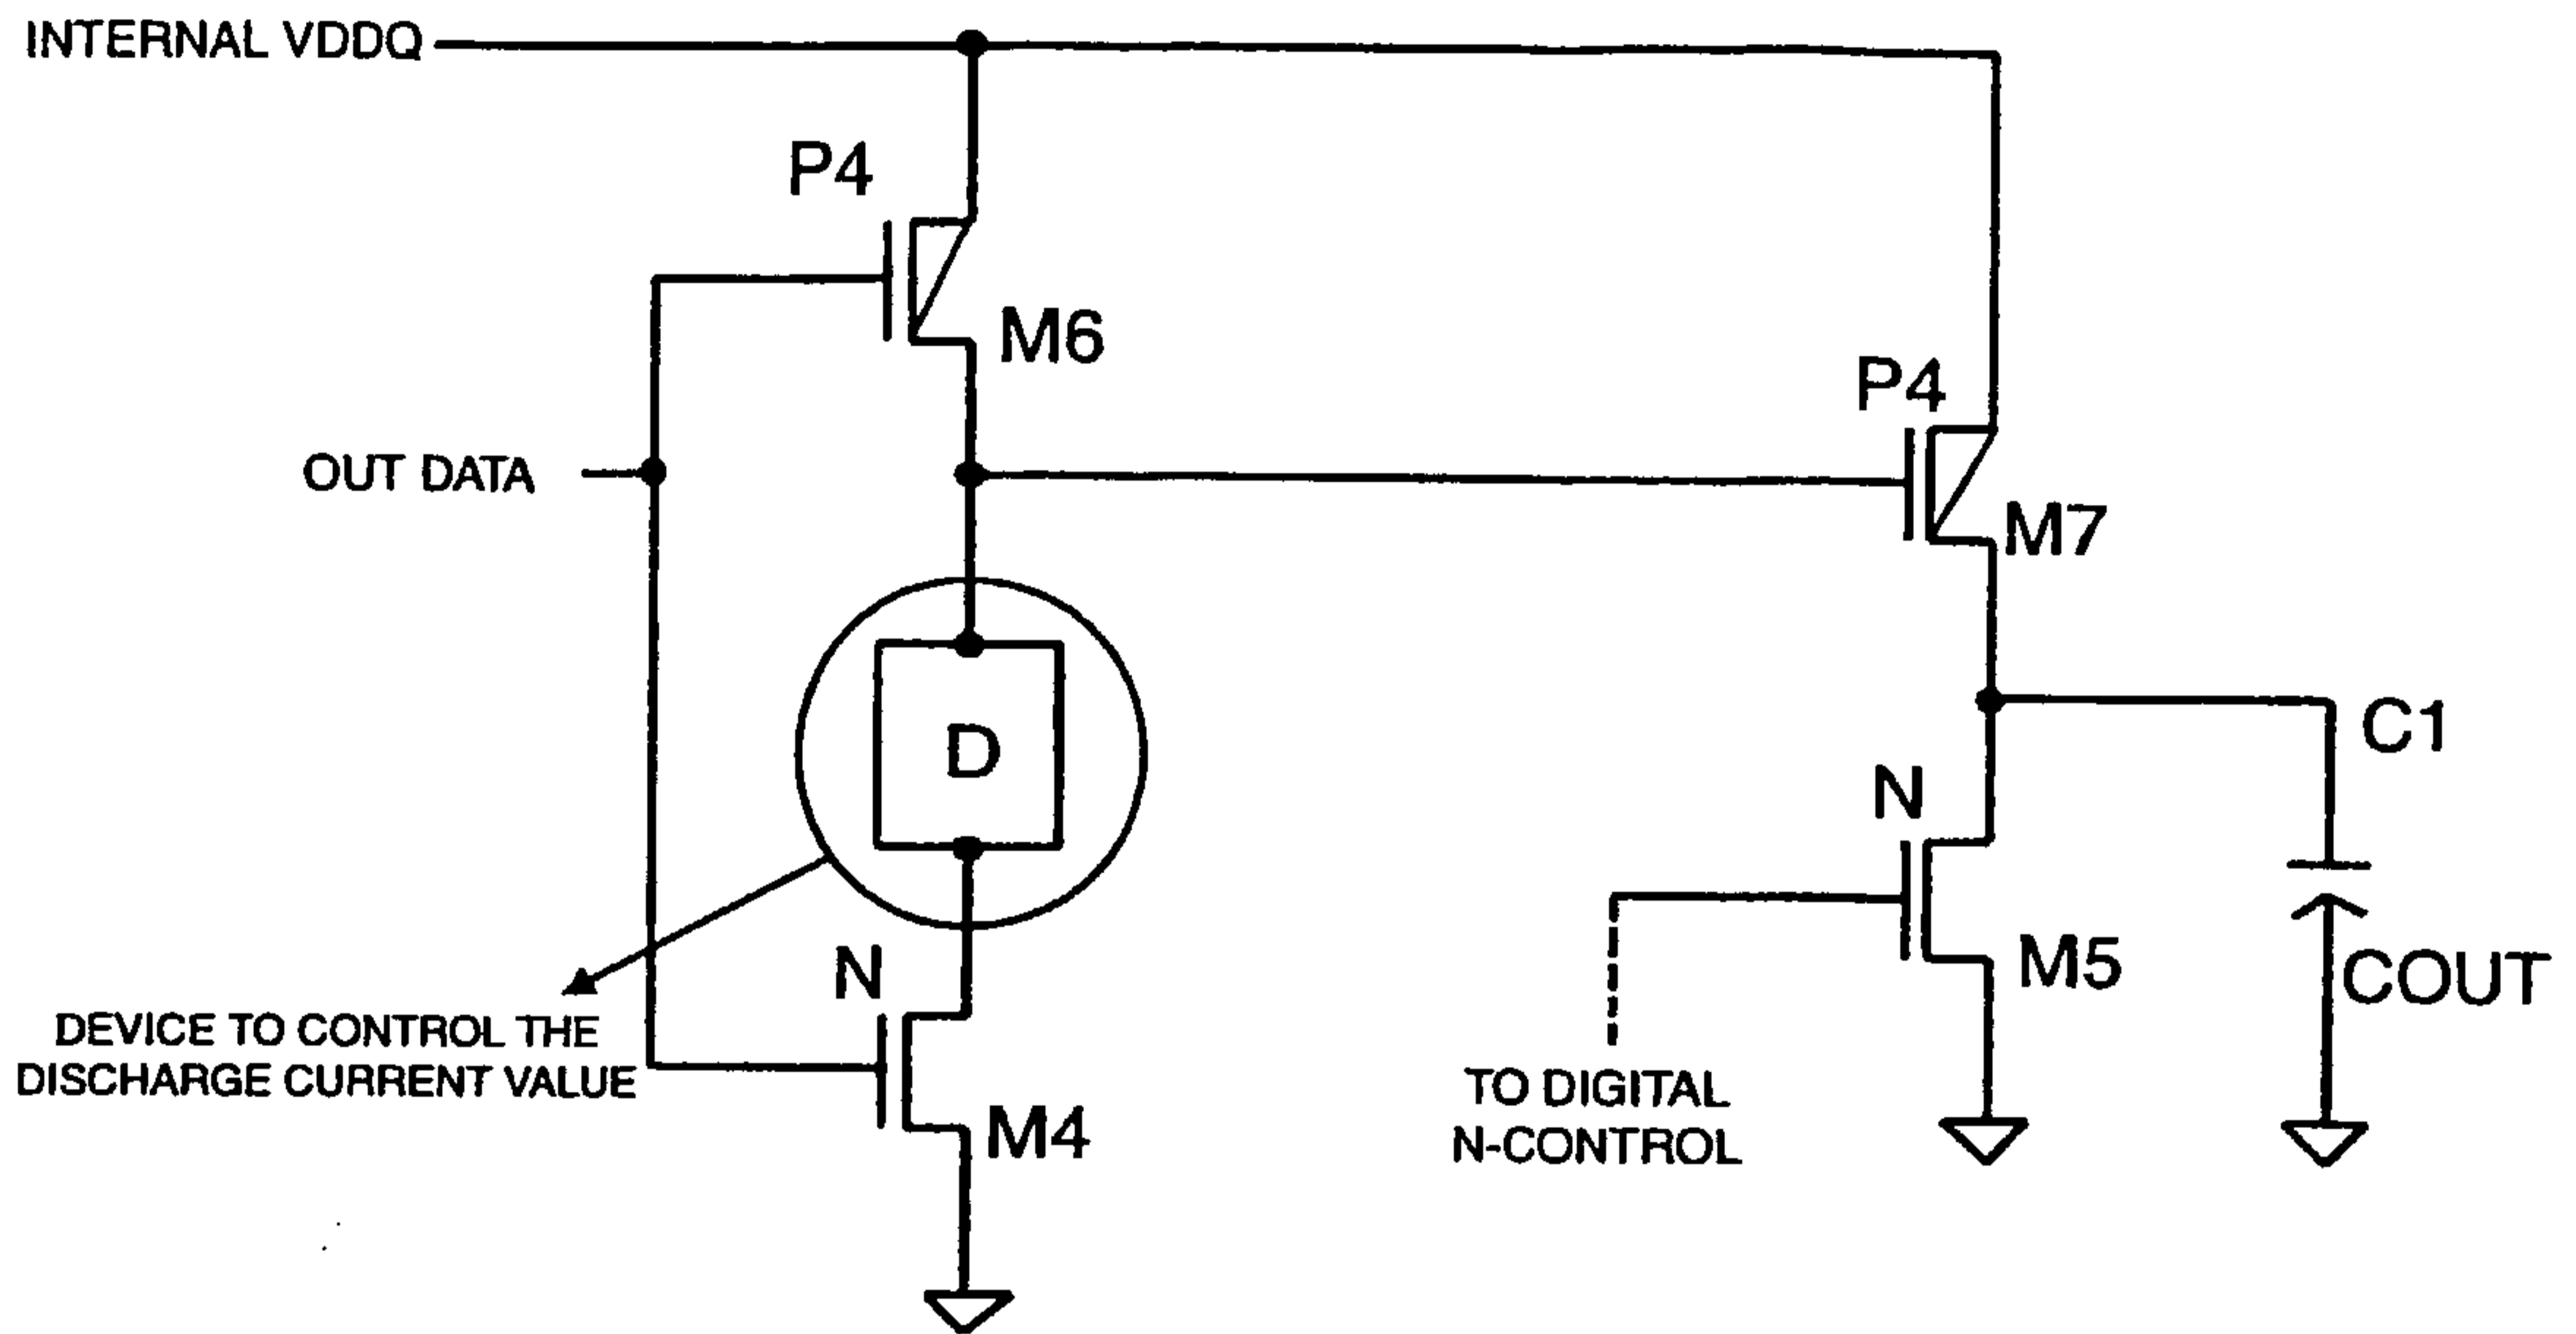 INTERNAL VDDQ
P4
M6
P4
M7
OUT DATA
D
C1
N
M5
COUT
N
M4
DEVICE TO CONTROL THE
DISCHARGE CURRENT VALUE
TO DIGITAL
N-CONTROL